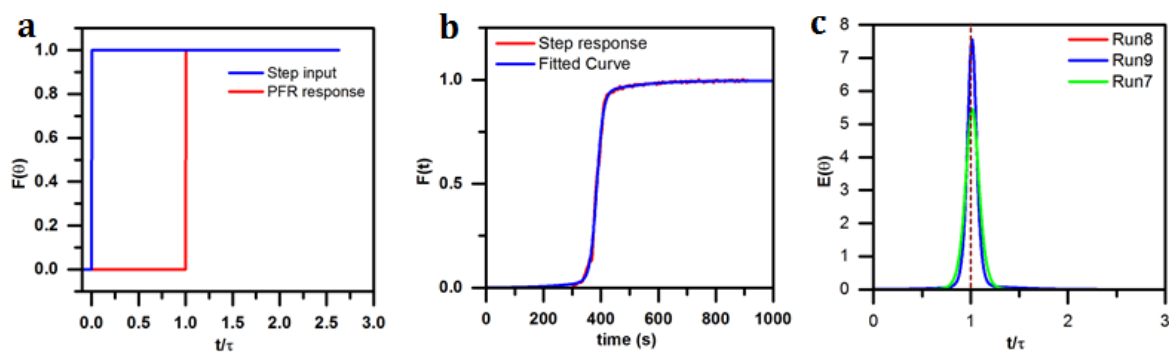 a
F(θ)
1.0
0.8
0.6
0.4
0.2
0.0
Step input
PFR response
0.0 0.5 1.0 1.5 2.0 2.5 3.0
t/τ
b
F(t)
1.0
0.5
0.0
Step response
Fitted Curve
0 200 400 600 800 1000
time (s)
c
E(θ)
8
7
6
5
4
3
2
1
0
Run8
Run9
Run7
0 1 2 3
t/τ